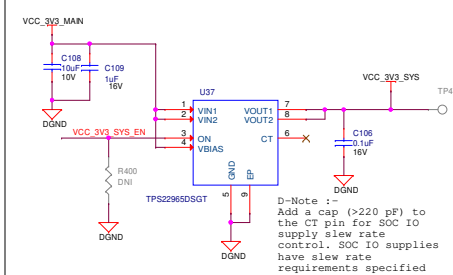 VCC_3V3_MAIN
C108
10uF
10V
C109
1uF
16V
DGND
U37
VCC_3V3_SYS
TP4
1
2
3
4
VIN1
VIN2
ON
VBIAS
VOUT1
VOUT2
CT
7
8
6
VCC_3V3_SYS_EN
GND
EP
5
9
C106
0.1uF
16V
R400
DNI
TPS22965DSGT
DGND
DGND
DGND
D-Note :-
Add a cap (>220 pF) to
the CT pin for SOC IO
supply slew rate
control. SOC IO supplies
have slew rate
requirements specified